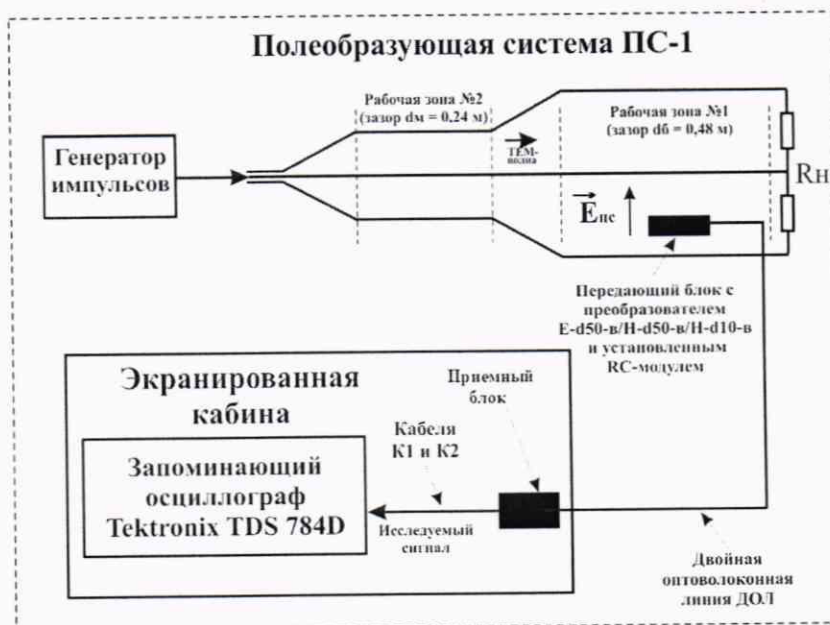 Полеобразующая система ПС-1
Рабочая зона №2
(зазор dм = 0,24 м)
Рабочая зона №1
(зазор dб = 0,48 м)
Генератор
импульсов
ТЕМ-
волна
Rн
Eпс
Передающий блок с
преобразователем
E-d50-в/H-d50-в/H-d10-в
и установленным
RC-модулем
Экранированная
кабина
Приемный
блок
Кабеля
К1 и К2
Запоминающий
осциллограф
Tektronix TDS 784D
Исследуемый
сигнал
Двойная
оптоволоконная
линия ДОЛ